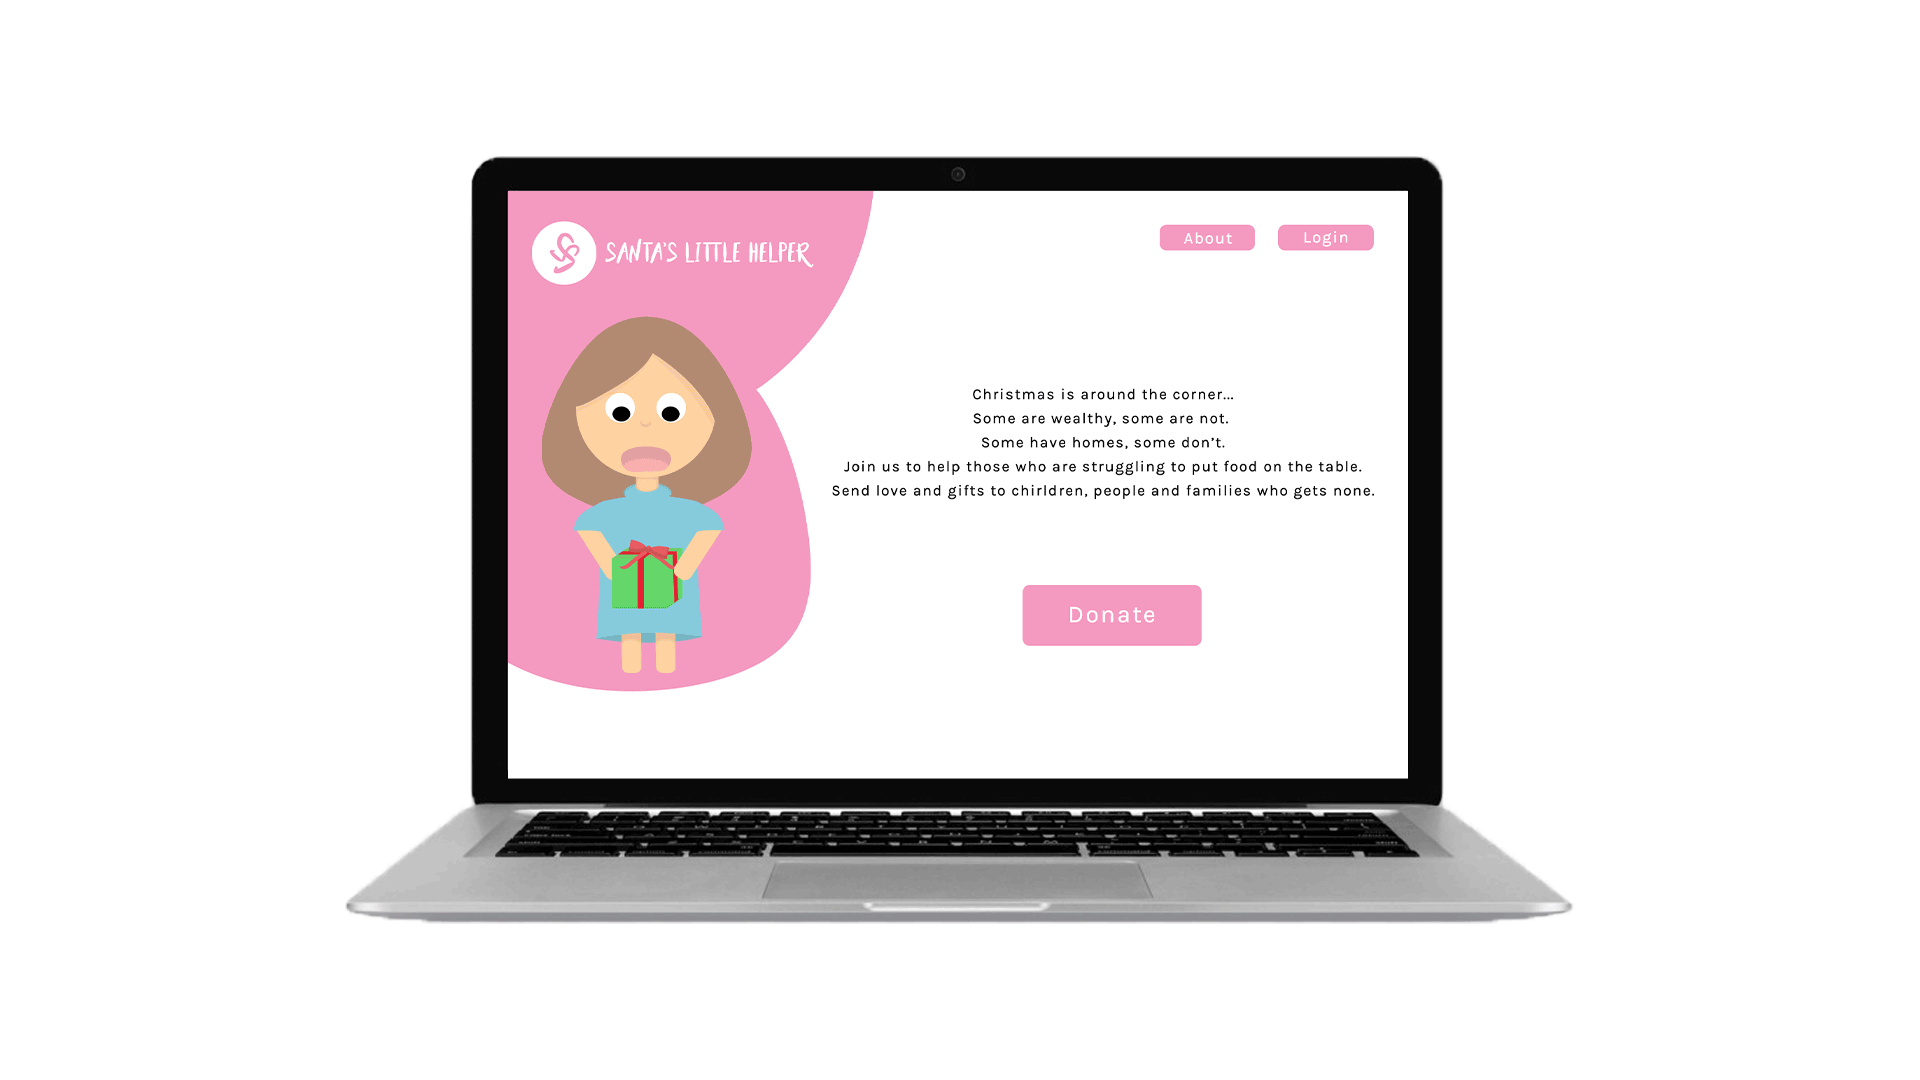 SANTA'S LITTLE HELPER
About
Login
Christmas is around the corner...
Some are wealthy, some are not.
Some have homes, some don't.
Join us to help those who are struggling to put food on the table.
Send love and gifts to chirldren, people and families who gets none.
Donate